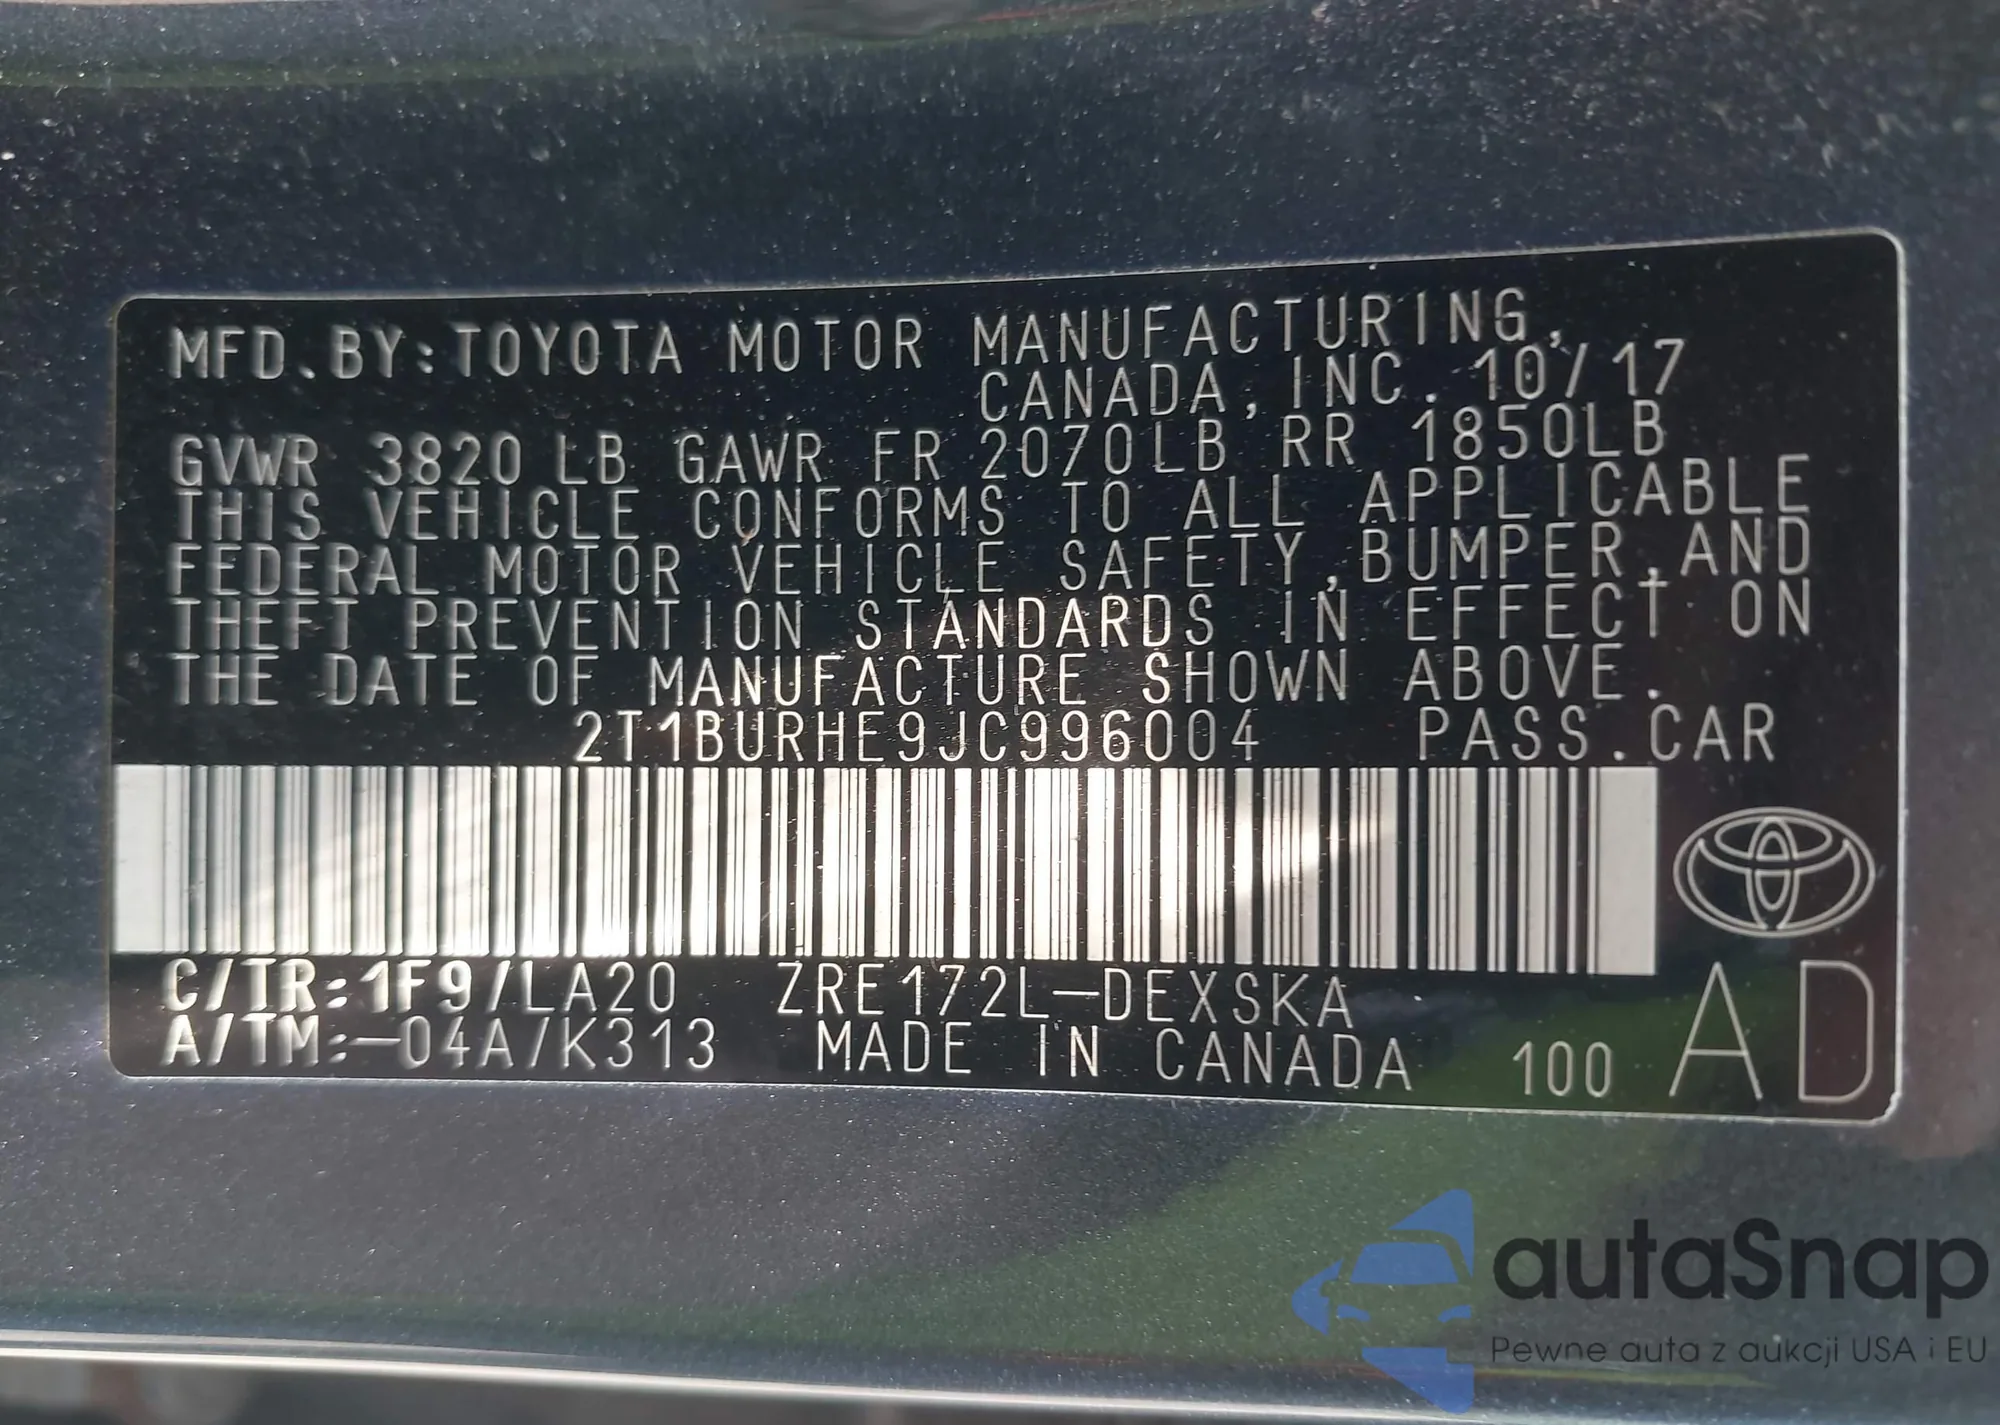 MFD.BY:TOYOTA MOTOR MANUFACTURING,
CANADA, INC. 10/17
GVWR 3820 LB GAWR FR 2070LB RR 1850LB
THIS VEHICLE CONFORMS TO ALL APPLICABLE
FEDERAL MOTOR VEHICLE SAFETY,BUMPER,AND
THEFT PREVENTION STANDARDS IN EFFECT ON
THE DATE OF MANUFACTURE SHOWN ABOVE.
2T1BURHE9JC996004 PASS.CAR
C/TR:1F9/LA20 ZRE172L-DEXSKA
A/TM:-04A/K313 MADE IN CANADA 100 AD
autaSnap
Pewne auta z aukcji USA i EU